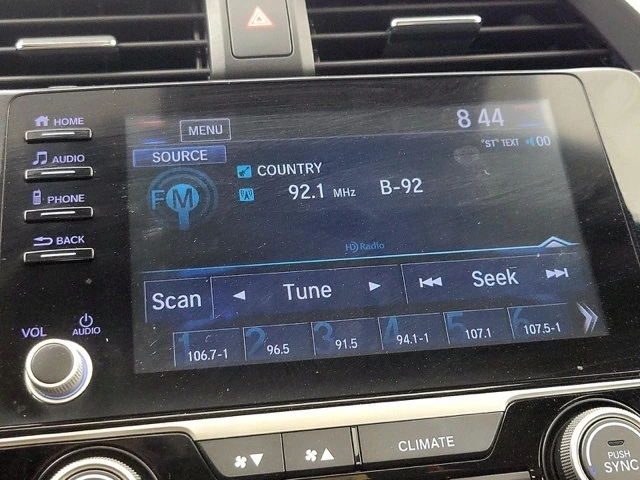 HOME
AUDIO
PHONE
BACK
VOL
AUDIO
MENU
8 44
SOURCE
"ST" TEXT 00
FM
COUNTRY
92.1 MHz B-92
HD Radio
Scan
Tune
Seek
1 106.7-1
2 96.5
3 91.5
4 94.1-1
5 107.1
6 107.5-1
CLIMATE
PUSH
SYNC